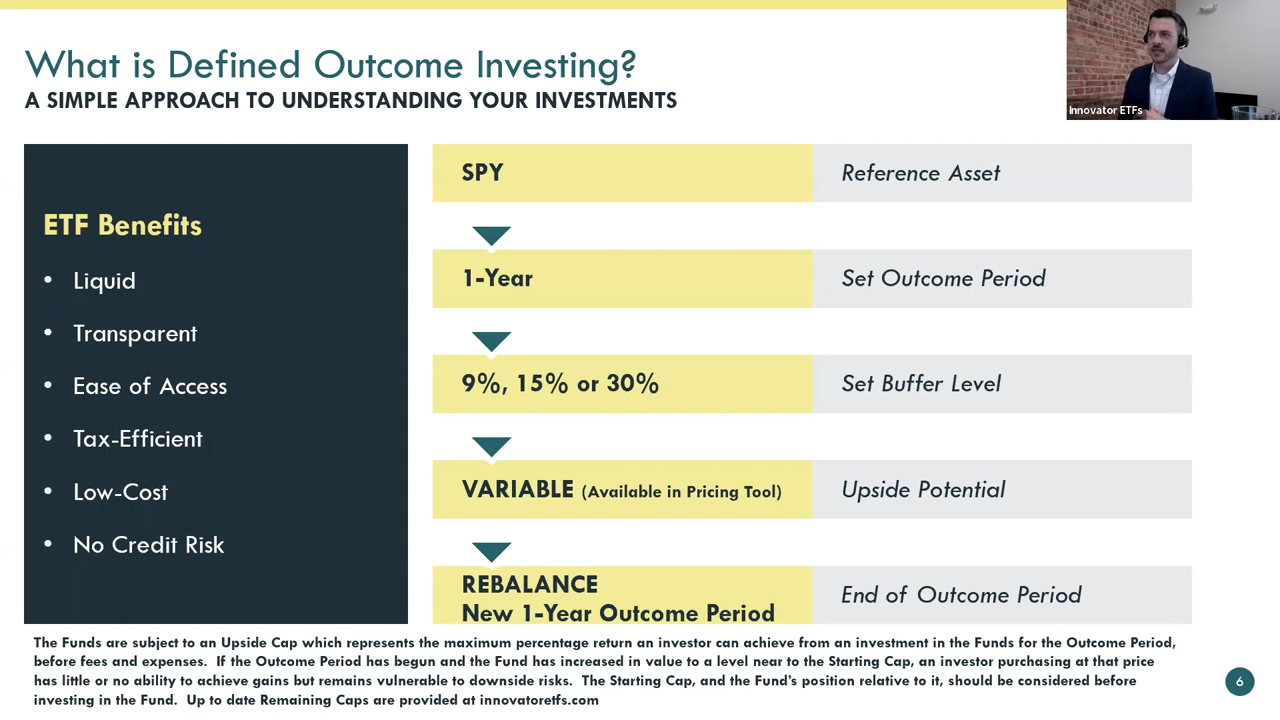 What is Defined Outcome Investing?
A SIMPLE APPROACH TO UNDERSTANDING YOUR INVESTMENTS
Innovator ETFs
ETF Benefits
• Liquid
• Transparent
• Ease of Access
• Tax-Efficient
• Low-Cost
• No Credit Risk
SPY
Reference Asset
1-Year
Set Outcome Period
9%, 15% or 30%
Set Buffer Level
VARIABLE (Available in Pricing Tool)
Upside Potential
REBALANCE
New 1-Year Outcome Period
End of Outcome Period
The Funds are subject to an Upside Cap which represents the maximum percentage return an investor can achieve from an investment in the Funds for the Outcome Period,
before fees and expenses. If the Outcome Period has begun and the Fund has increased in value to a level near to the Starting Cap, an investor purchasing at that price
has little or no ability to achieve gains but remains vulnerable to downside risks. The Starting Cap, and the Fund's position relative to it, should be considered before
investing in the Fund. Up to date Remaining Caps are provided at innovatoretfs.com
6